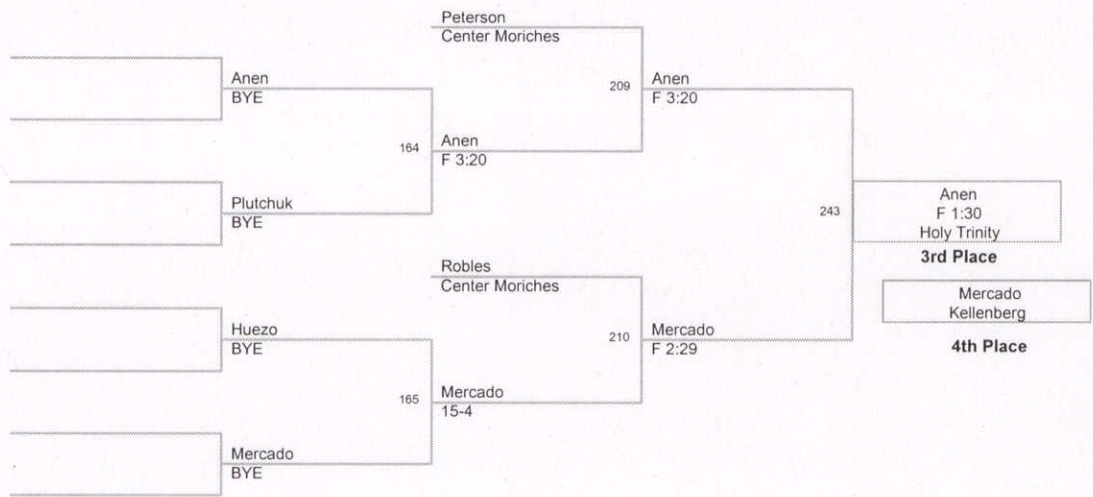 Peterson
Center Moriches
Anen
BYE
209
Anen
F 3:20
164
Anen
F 3:20
Plutchuk
BYE
243
Anen
F 1:30
Holy Trinity
3rd Place
Robles
Center Moriches
Mercado
Kellenberg
4th Place
Huezo
BYE
210
Mercado
F 2:29
165
Mercado
15-4
Mercado
BYE